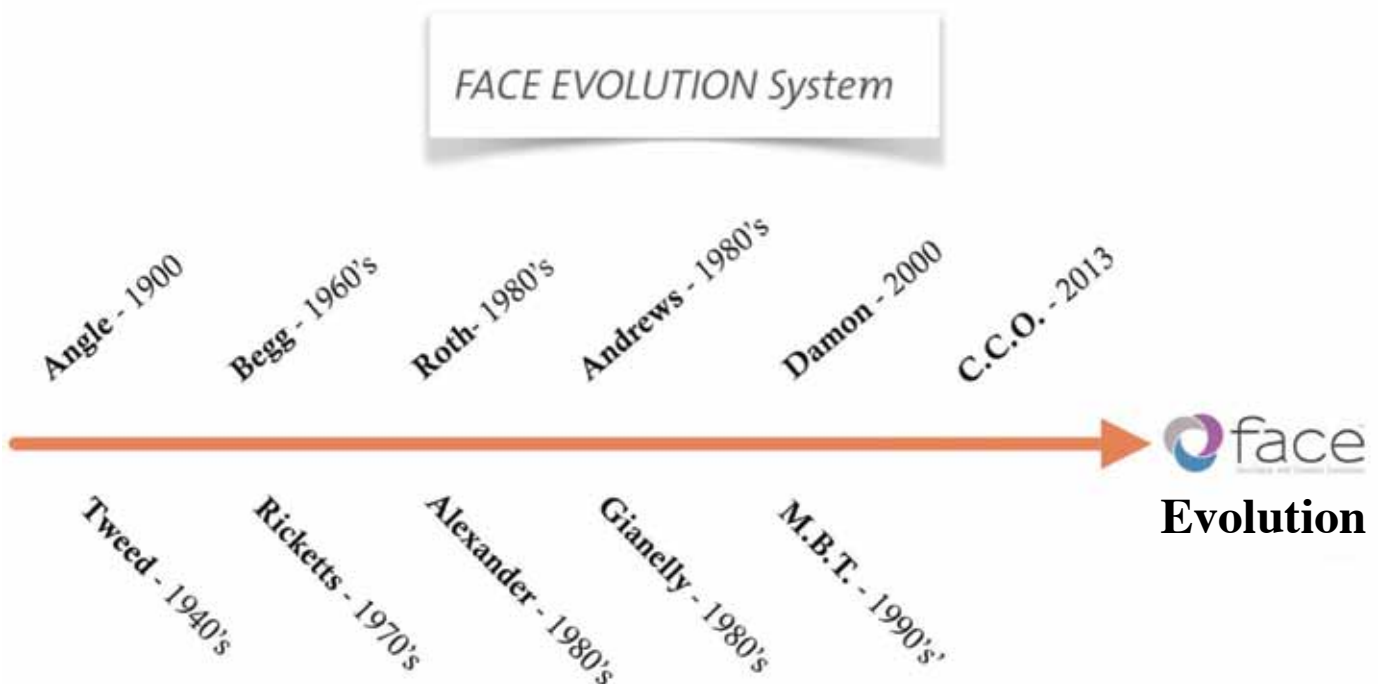 FACE EVOLUTION System
Angle - 1900
Begg - 1960's
Roth- 1980's
Andrews - 1980's
Damon - 2000
C.C.O. - 2013
face
Evolution
Tweed - 1940's
Ricketts - 1970's
Alexander - 1980's
Gianelly - 1980's
M.B.T. - 1990's'